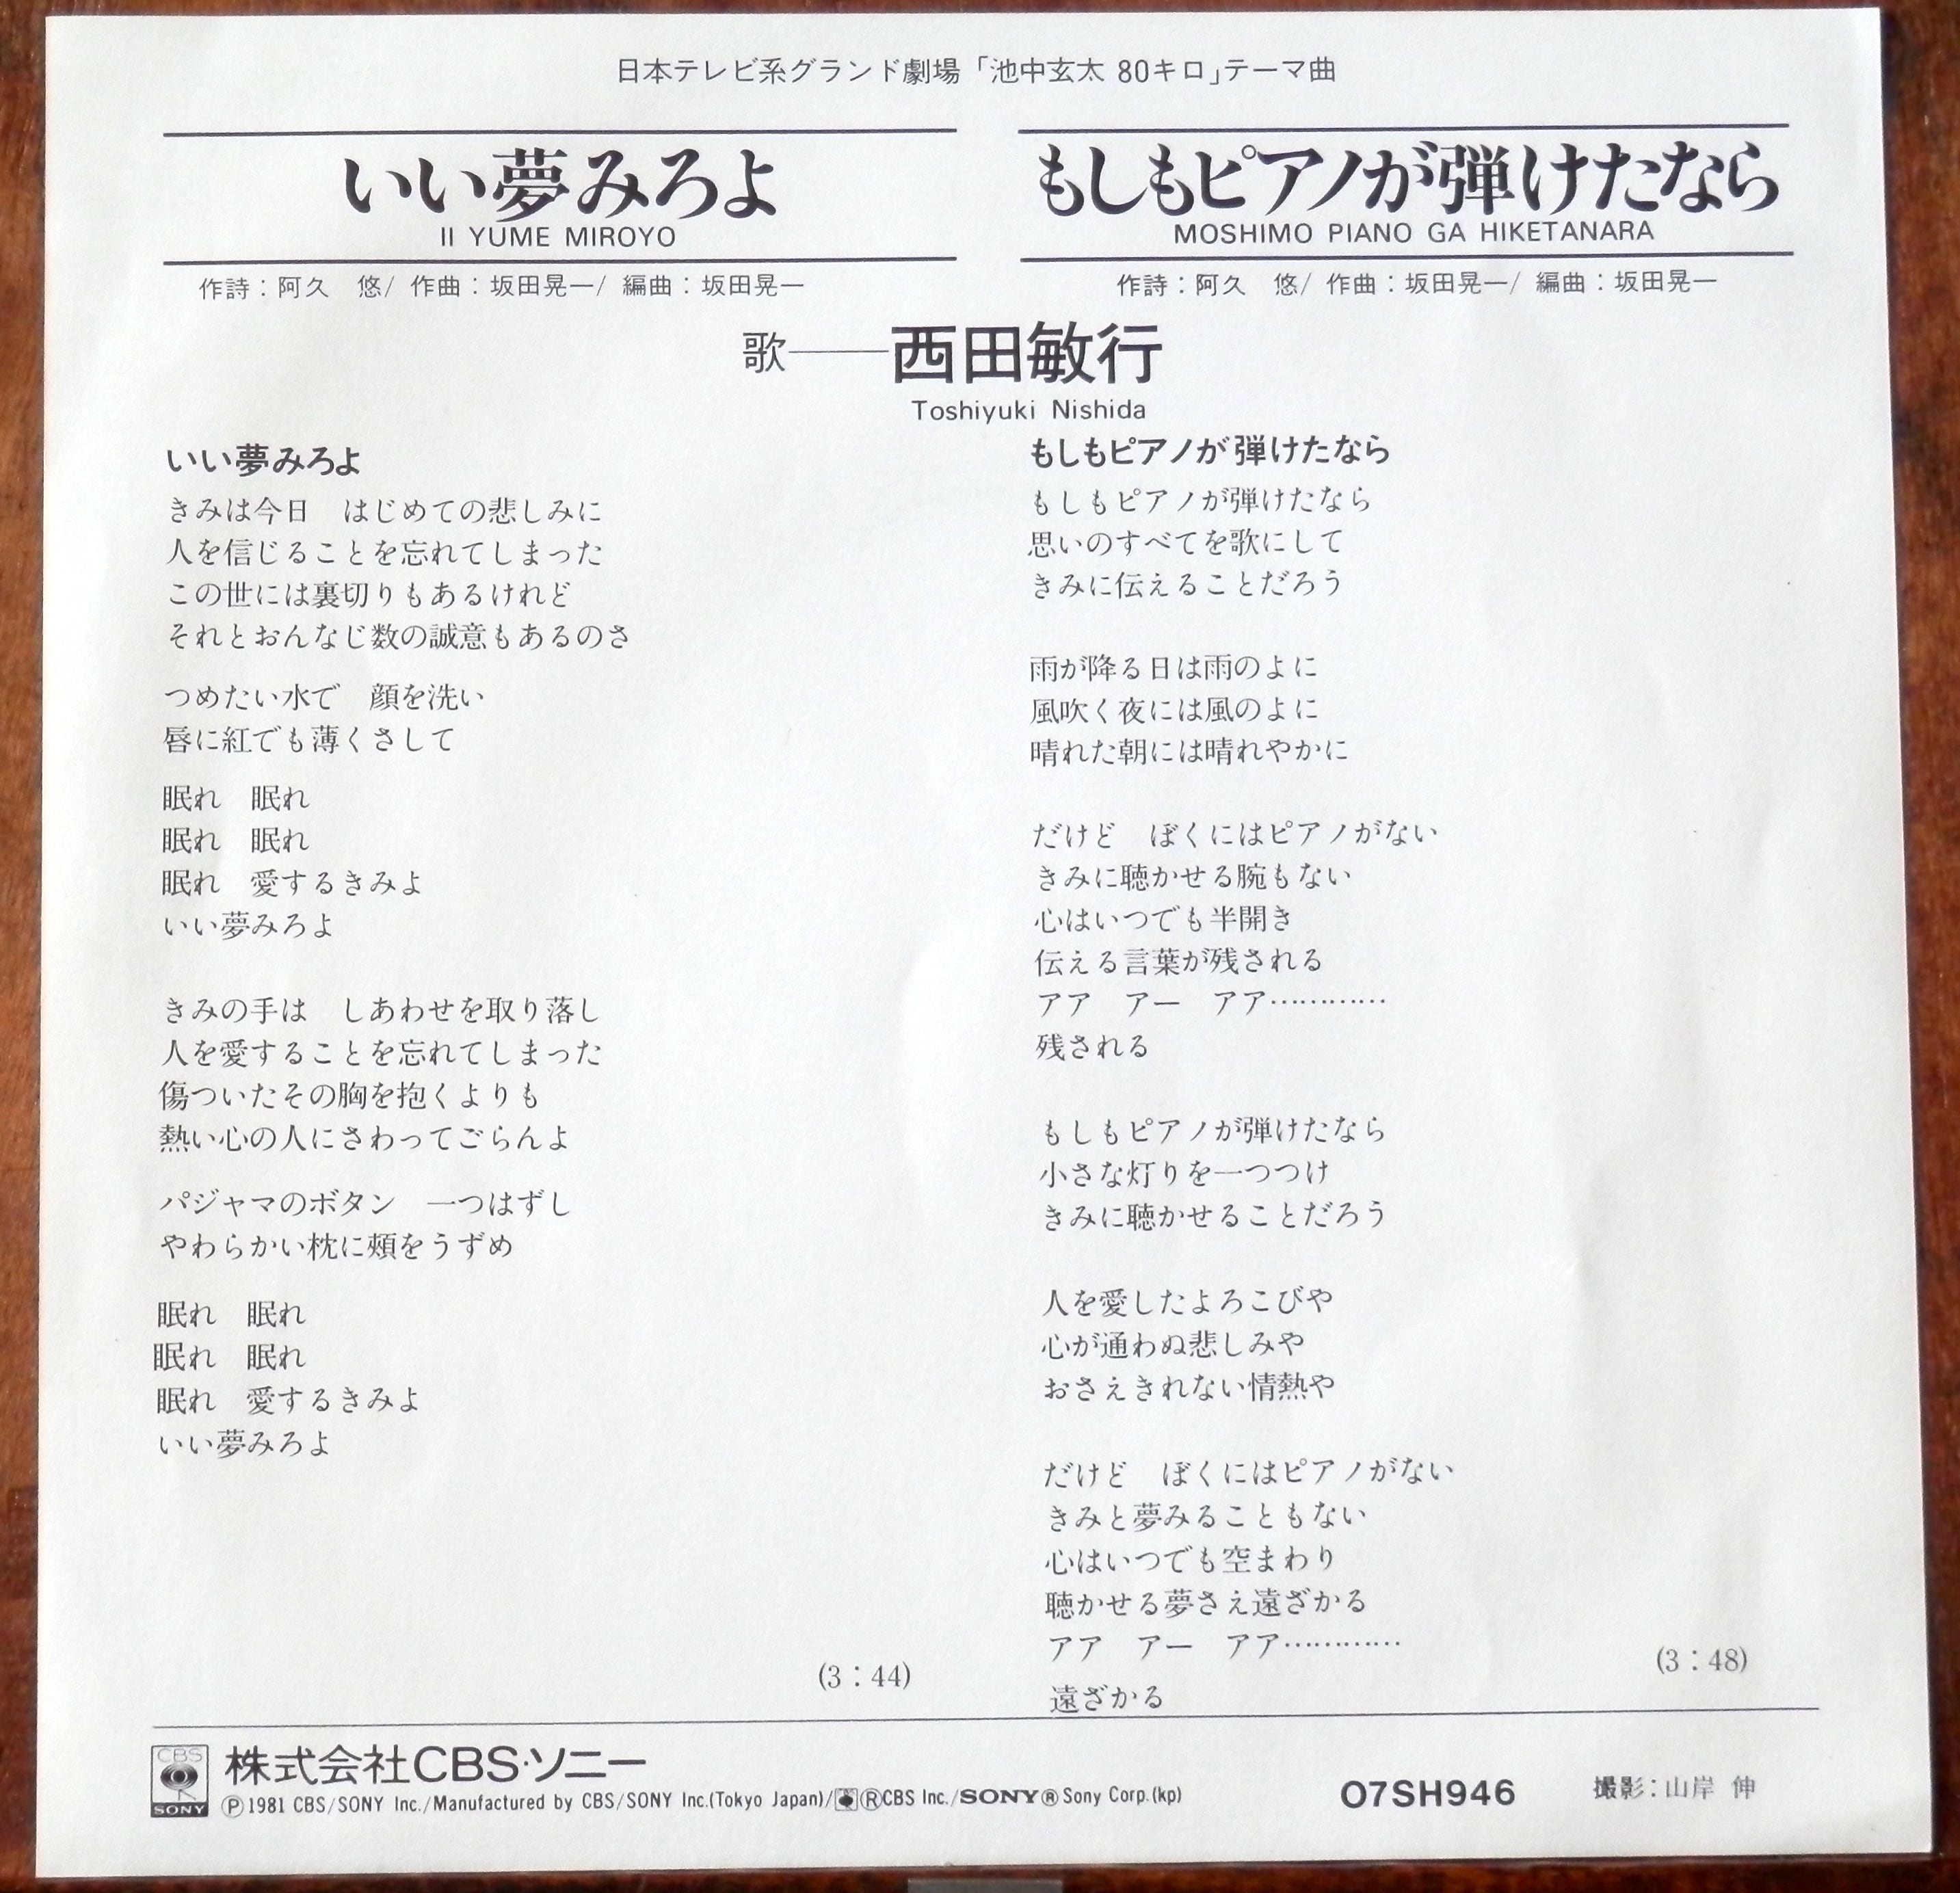 日本テレビ系グランド劇場「池中玄太 80キロ」テーマ曲
いい夢みろよ
II YUME MIROYO
作詩：阿久　悠/ 作曲：坂田晃一/ 編曲：坂田晃一
もしもピアノが弾けたなら
MOSHIMO PIANO GA HIKETANARA
作詩：阿久　悠/ 作曲：坂田晃一/ 編曲：坂田晃一
歌——西田敏行
Toshiyuki Nishida
いい夢みろよ
きみは今日　はじめての悲しみに
人を信じることを忘れてしまった
この世には裏切りもあるけれど
それとおんなじ数の誠意もあるのさ
つめたい水で　顔を洗い
唇に紅でも薄くさして
眠れ　眠れ
眠れ　眠れ
眠れ　愛するきみよ
いい夢みろよ
きみの手は　しあわせを取り落し
人を愛することを忘れてしまった
傷ついたその胸を抱くよりも
熱い心の人にさわってごらんよ
パジャマのボタン　一つはずし
やわらかい枕に頬をうずめ
眠れ　眠れ
眠れ　眠れ
眠れ　愛するきみよ
いい夢みろよ
(3：44)
もしもピアノが弾けたなら
もしもピアノが弾けたなら
思いのすべてを歌にして
きみに伝えることだろう
雨が降る日は雨のよに
風吹く夜には風のよに
晴れた朝には晴れやかに
だけど　ぼくにはピアノがない
きみに聴かせる腕もない
心はいつでも半開き
伝える言葉が残される
アア　アー　アア…………
残される
もしもピアノが弾けたなら
小さな灯りを一つつけ
きみに聴かせることだろう
人を愛したよろこびや
心が通わぬ悲しみや
おさえきれない情熱や
だけど　ぼくにはピアノがない
きみと夢みることもない
心はいつでも空まわり
聴かせる夢さえ遠ざかる
アア　アー　アア…………
遠ざかる
(3：48)
CBS
SONY
株式会社CBS・ソニー
Ⓟ1981 CBS/SONY Inc./Manufactured by CBS/SONY Inc.(Tokyo Japan)/ⓇCBS Inc./SONY®Sony Corp.(kp)
07SH946
撮影：山岸 伸